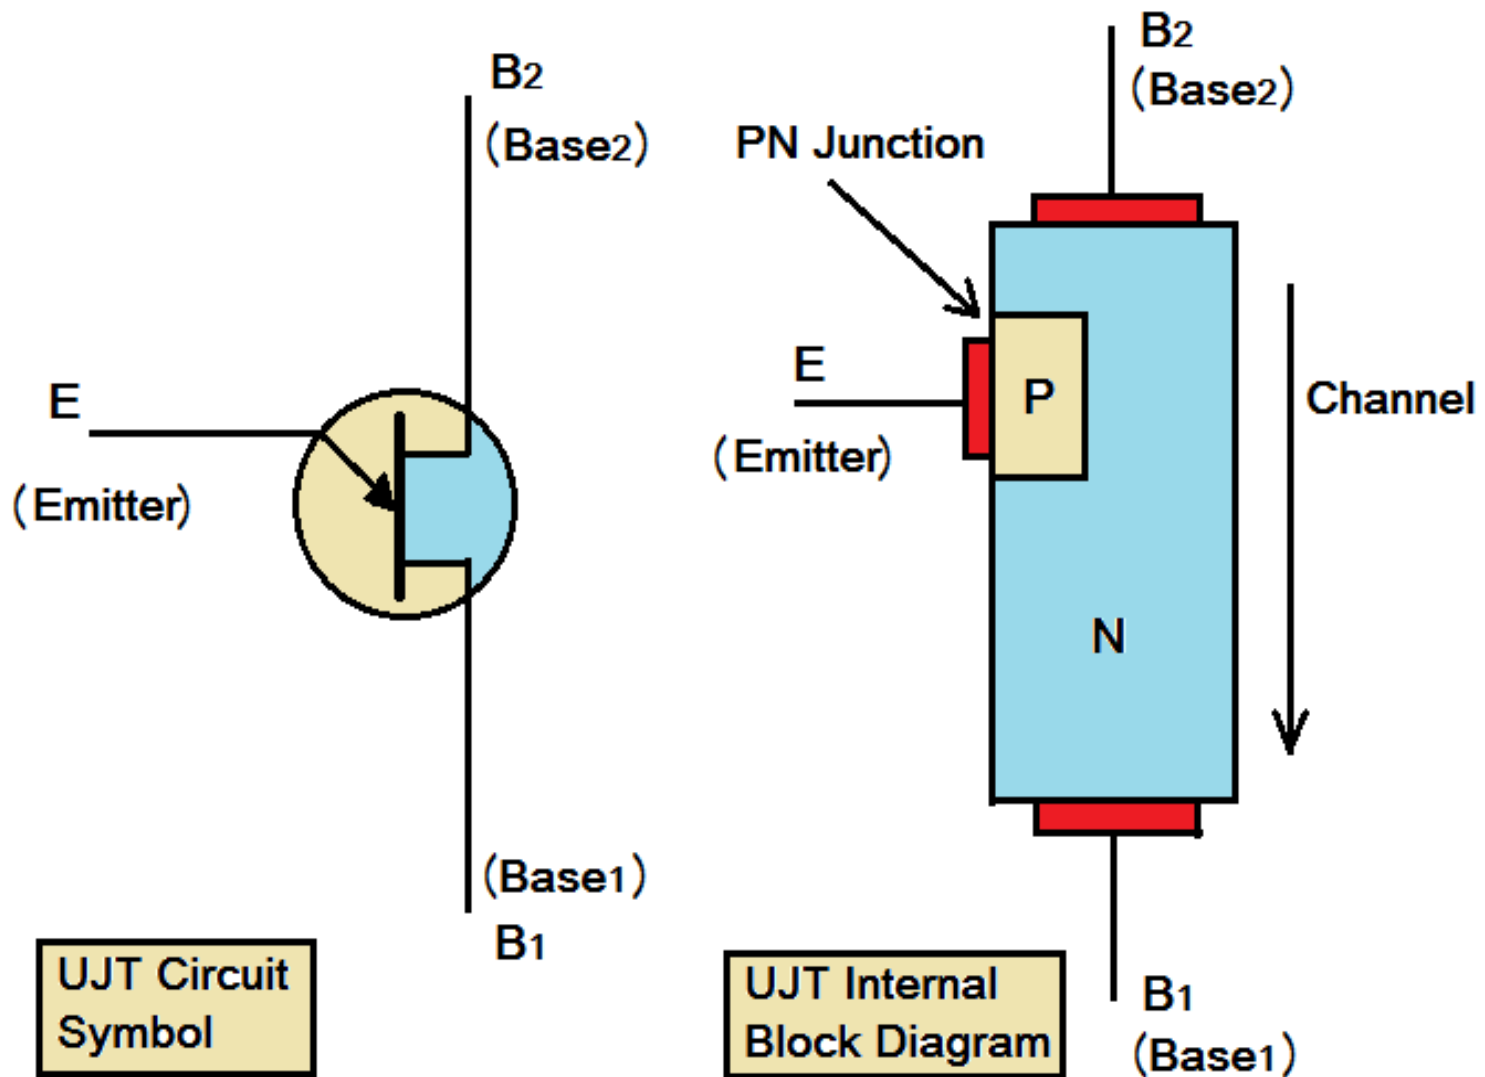 B2
(Base2)
E
(Emitter)
(Base1)
B1
UJT Circuit
Symbol
B2
(Base2)
PN Junction
E
P
(Emitter)
Channel
N
B1
(Base1)
UJT Internal
Block Diagram